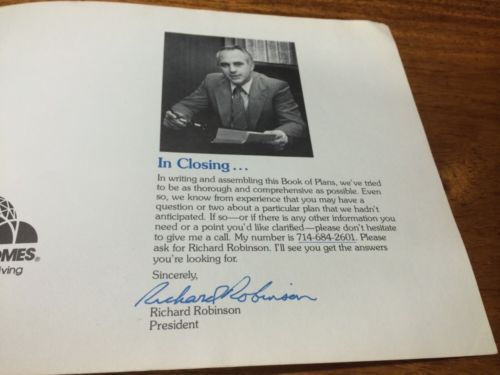 In Closing...
In writing and assembling this Book of Plans, we've tried
to be as thorough and comprehensive as possible. Even
so, we know from experience that you may have a
question or two about a particular plan that we hadn't
anticipated. If so—or if there is any other information you
need or a point you'd like clarified—please don't hesitate
to give me a call. My number is 714-684-2601. Please
ask for Richard Robinson. I'll see you get the answers
you're looking for.
Sincerely,
Richard Robinson
Richard Robinson
President
OMES®
iving